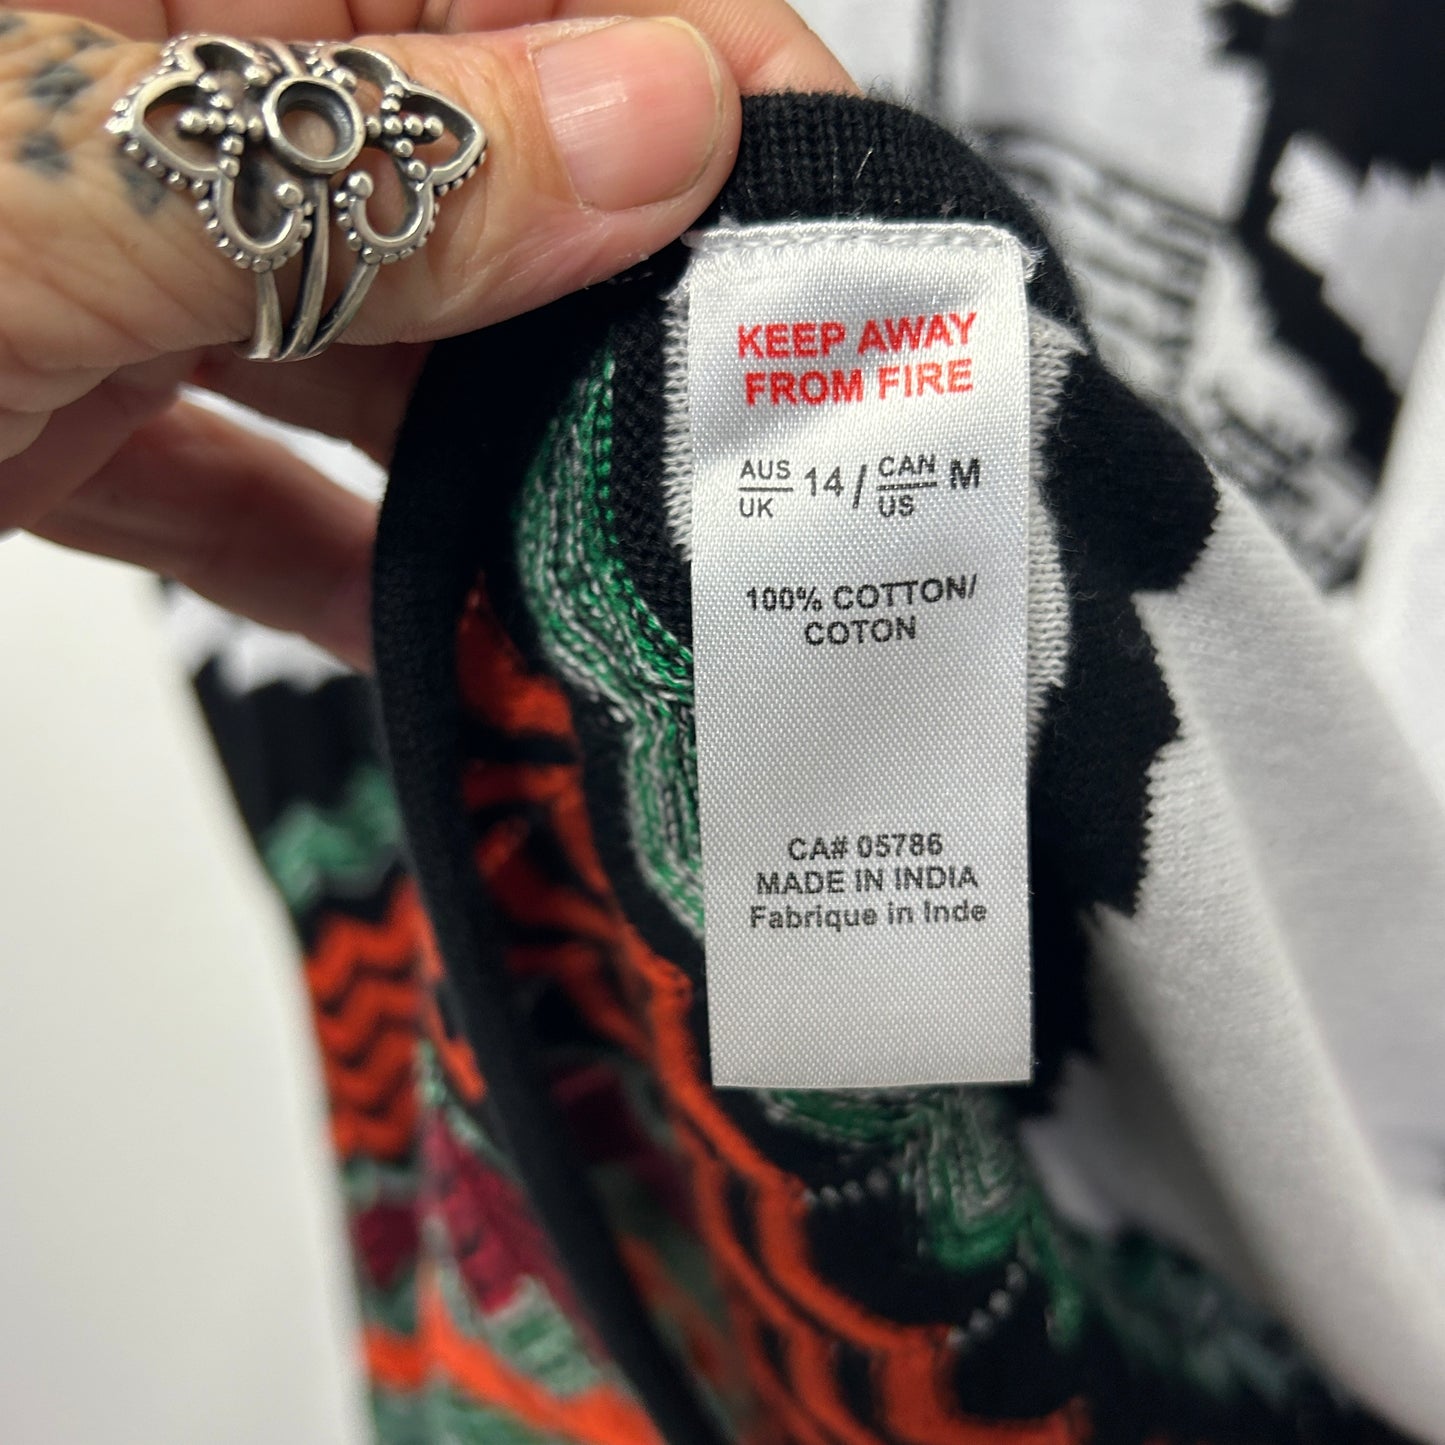 KEEP AWAY
FROM FIRE
AUS
UK 14 / CAN
US M
100% COTTON/
COTON
CA# 05786
MADE IN INDIA
Fabrique in Inde